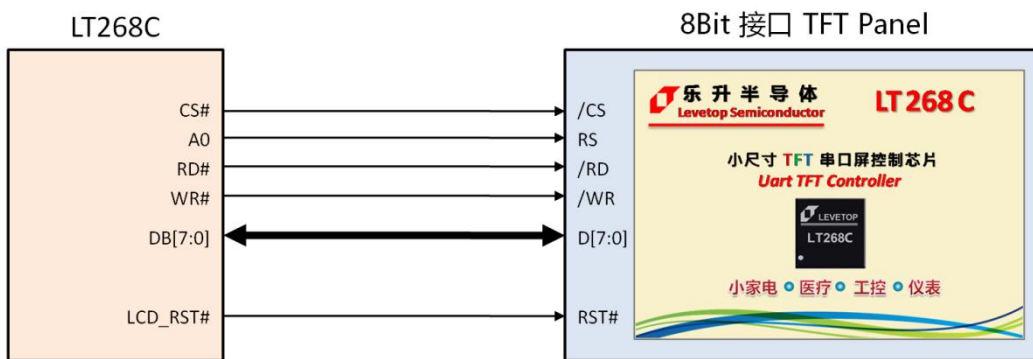 LT268C
8Bit 接口 TFT Panel
CS#
A0
RD#
WR#
DB[7:0]
LCD_RST#
/CS
RS
/RD
/WR
D[7:0]
RST#
乐升半导体
Levetop Semiconductor
LT268C
小尺寸 TFT 串口屏控制芯片
Uart TFT Controller
LEVETOP
LT268C
小家电 医疗 工控 仪表